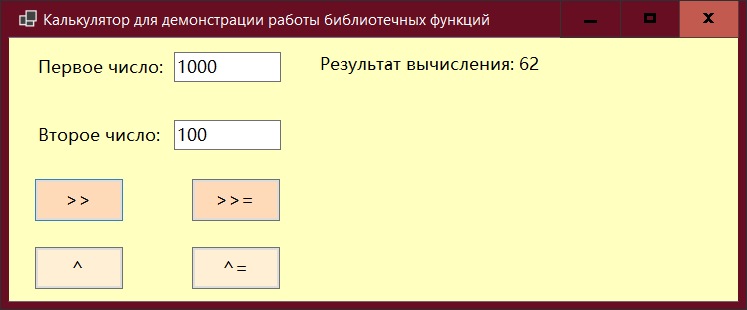 Калькулятор для демонстрации работы библиотечных функций
Первое число: 1000
Результат вычисления: 62
Второе число: 100
>> >>=
^ ^=